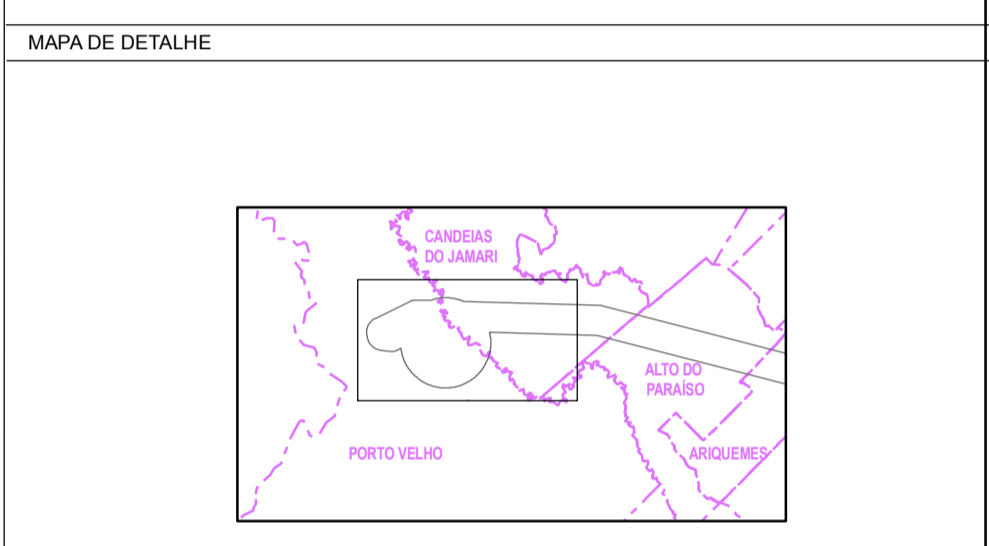 MAPA DE DETALHE
CANDEIAS
DO JAMARI
ALTO DO
PARAÍSO
PORTO VELHO
ARIQUEMES